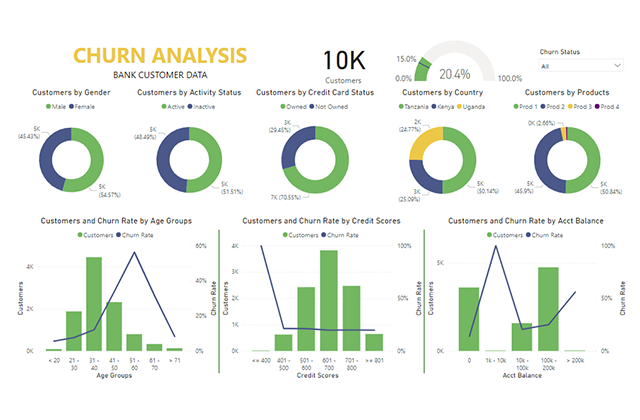 CHURN ANALYSIS
BANK CUSTOMER DATA
10K
Customers
15.0%
0.0%
20.4%
100.0%
Churn Status
All
Customers by Gender
Male Female
5K
(45.43%)
5K
(54.57%)
Customers by Activity Status
Active Inactive
5K
(48.49%)
5K
(51.51%)
Customers by Credit Card Status
Owned Not Owned
3K
(29.45%)
7K (70.55%)
Customers by Country
Tanzania Kenya Uganda
2K
(24.77%)
3K
(25.09%)
5K
(50.14%)
Customers by Products
Prod 1 Prod 2 Prod 3 Prod 4
0K (2.66%)
5K
(45.9%)
5K
(50.84%)
Customers and Churn Rate by Age Groups
Customers Churn Rate
Customers
4K
2K
0K
60%
40%
20%
0%
Churn Rate
< 20
21 - 30
31 - 40
41 - 50
51 - 60
61 - 70
> 71
Age Groups
Customers and Churn Rate by Credit Scores
Customers Churn Rate
Customers
4K
3K
2K
1K
0K
100%
50%
0%
Churn Rate
<= 400
401 - 500
501 - 600
601 - 700
701 - 800
>= 801
Credit Scores
Customers and Churn Rate by Acct Balance
Customers Churn Rate
Customers
5K
0K
100%
50%
0%
Churn Rate
0
1k - 10k
10k - 100k
100k - 200k
> 200k
Acct Balance